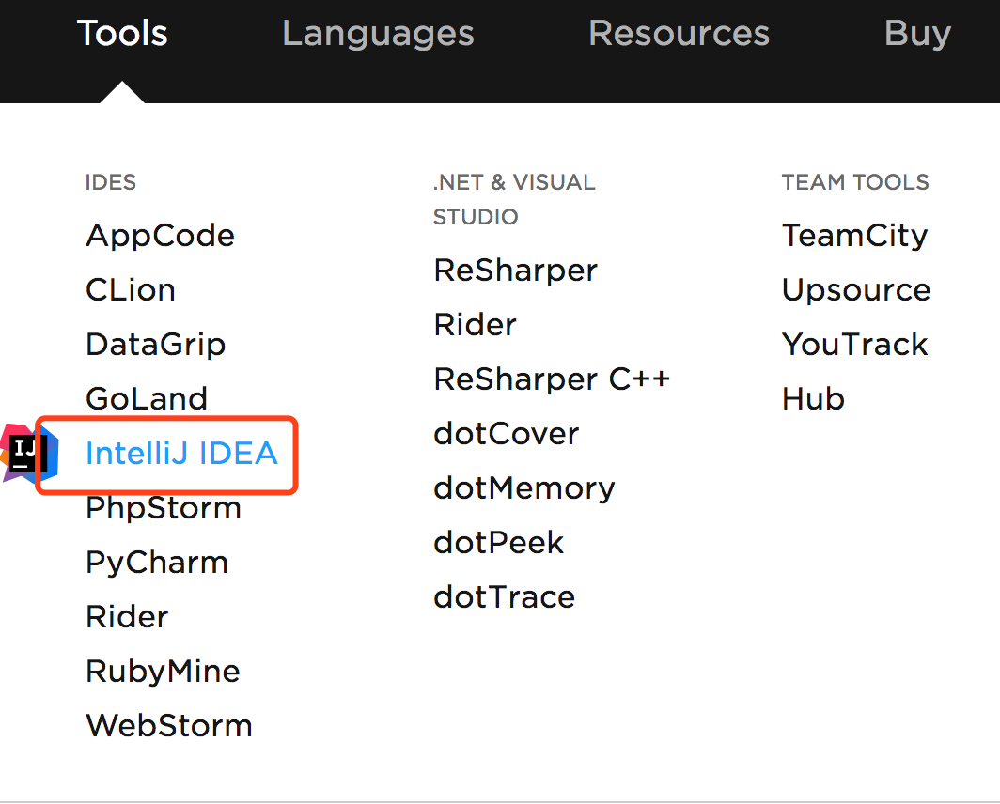 Tools Languages Resources Buy
IDES
AppCode
CLion
DataGrip
GoLand
IJ
IntelliJ IDEA
PhpStorm
PyCharm
Rider
RubyMine
WebStorm
.NET & VISUAL
STUDIO
ReSharper
Rider
ReSharper C++
dotCover
dotMemory
dotPeek
dotTrace
TEAM TOOLS
TeamCity
Upsource
YouTrack
Hub